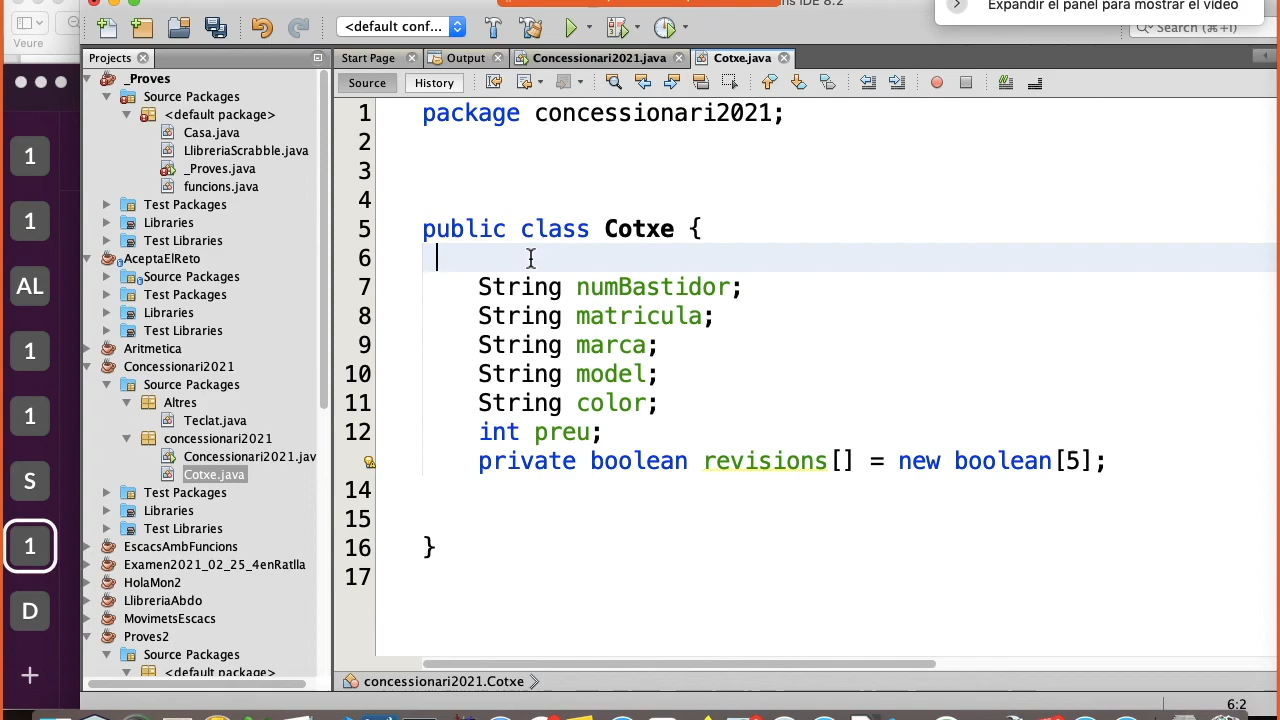 ns IDE 8.2
Expandir el panel para mostrar el video
Veure
<default conf...
Search (⌘+I)
Projects
Start Page
Output
Concessionari2021.java
Cotxe.java
Source
History
_Proves
Source Packages
<default package>
Casa.java
LlibreriaScrabble.java
_Proves.java
funcions.java
Test Packages
Libraries
Test Libraries
AceptaElReto
Source Packages
Test Packages
Libraries
Test Libraries
Aritmetica
Concessionari2021
Source Packages
Altres
Teclat.java
concessionari2021
Concessionari2021.jav
Cotxe.java
Test Packages
Libraries
Test Libraries
EscacsAmbFuncions
Examen2021_02_25_4enRatlla
HolaMon2
LlibreriaAbdo
MovimetsEscacs
Proves2
Source Packages
<default package>
1
1
AL
1
1
S
1
D
+
1 package concessionari2021;
2
3
4
5 public class Cotxe {
6
7 String numBastidor;
8 String matricula;
9 String marca;
10 String model;
11 String color;
12 int preu;
private boolean revisions[] = new boolean[5];
14
15
16 }
17
concessionari2021.Cotxe
6:2